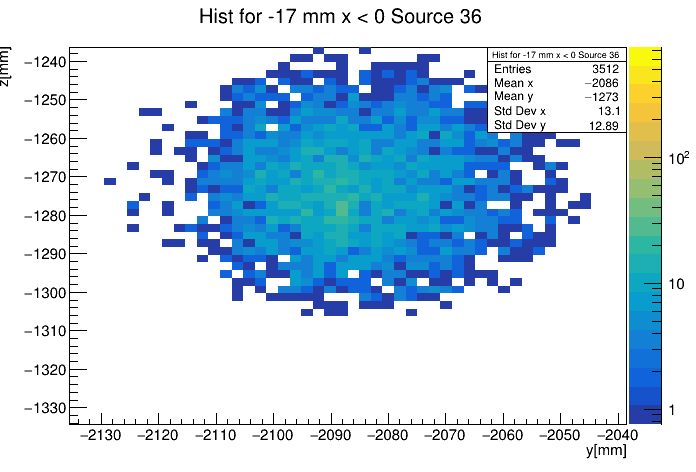 Hist for -17 mm x < 0 Source 36
z[mm]
Hist for -17 mm x < 0 Source 36
Entries 3512
Mean x −2086
Mean y −1273
Std Dev x 13.1
Std Dev y 12.89
−1240
−1250
−1260
−1270
−1280
−1290
−1300
−1310
−1320
−1330
10²
10
1
−2130 −2120 −2110 −2100 −2090 −2080 −2070 −2060 −2050 −2040
y[mm]